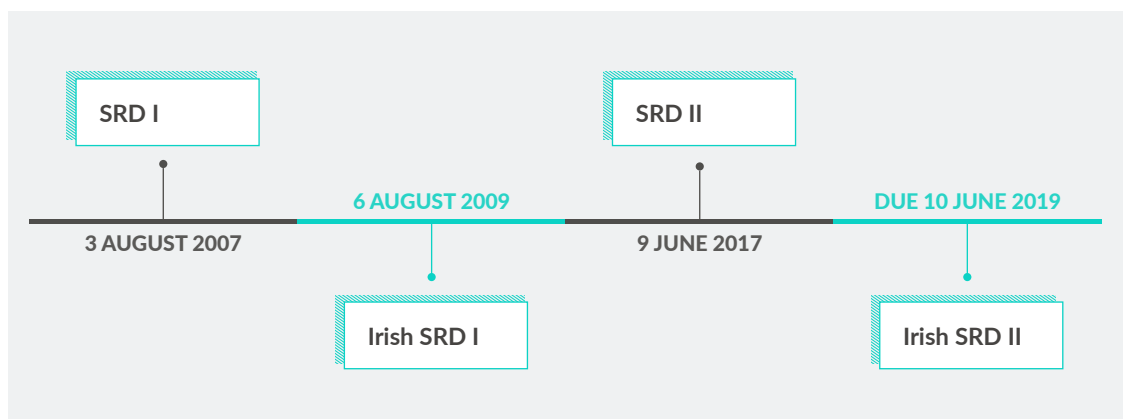 SRD I
SRD II
6 AUGUST 2009
DUE 10 JUNE 2019
3 AUGUST 2007
9 JUNE 2017
Irish SRD I
Irish SRD II